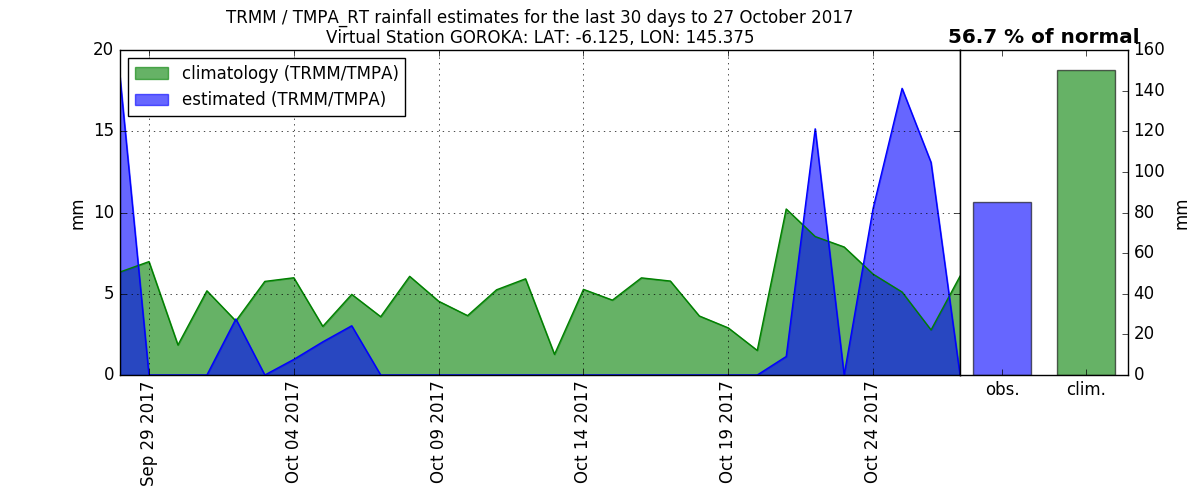 TRMM / TMPA_RT rainfall estimates for the last 30 days to 27 October 2017
Virtual Station GOROKA: LAT: -6.125, LON: 145.375
56.7 % of normal
climatology (TRMM/TMPA)
estimated (TRMM/TMPA)
mm
20
15
10
5
0
Sep 29 2017
Oct 04 2017
Oct 09 2017
Oct 14 2017
Oct 19 2017
Oct 24 2017
obs.
clim.
160
140
120
100
80
60
40
20
0
mm